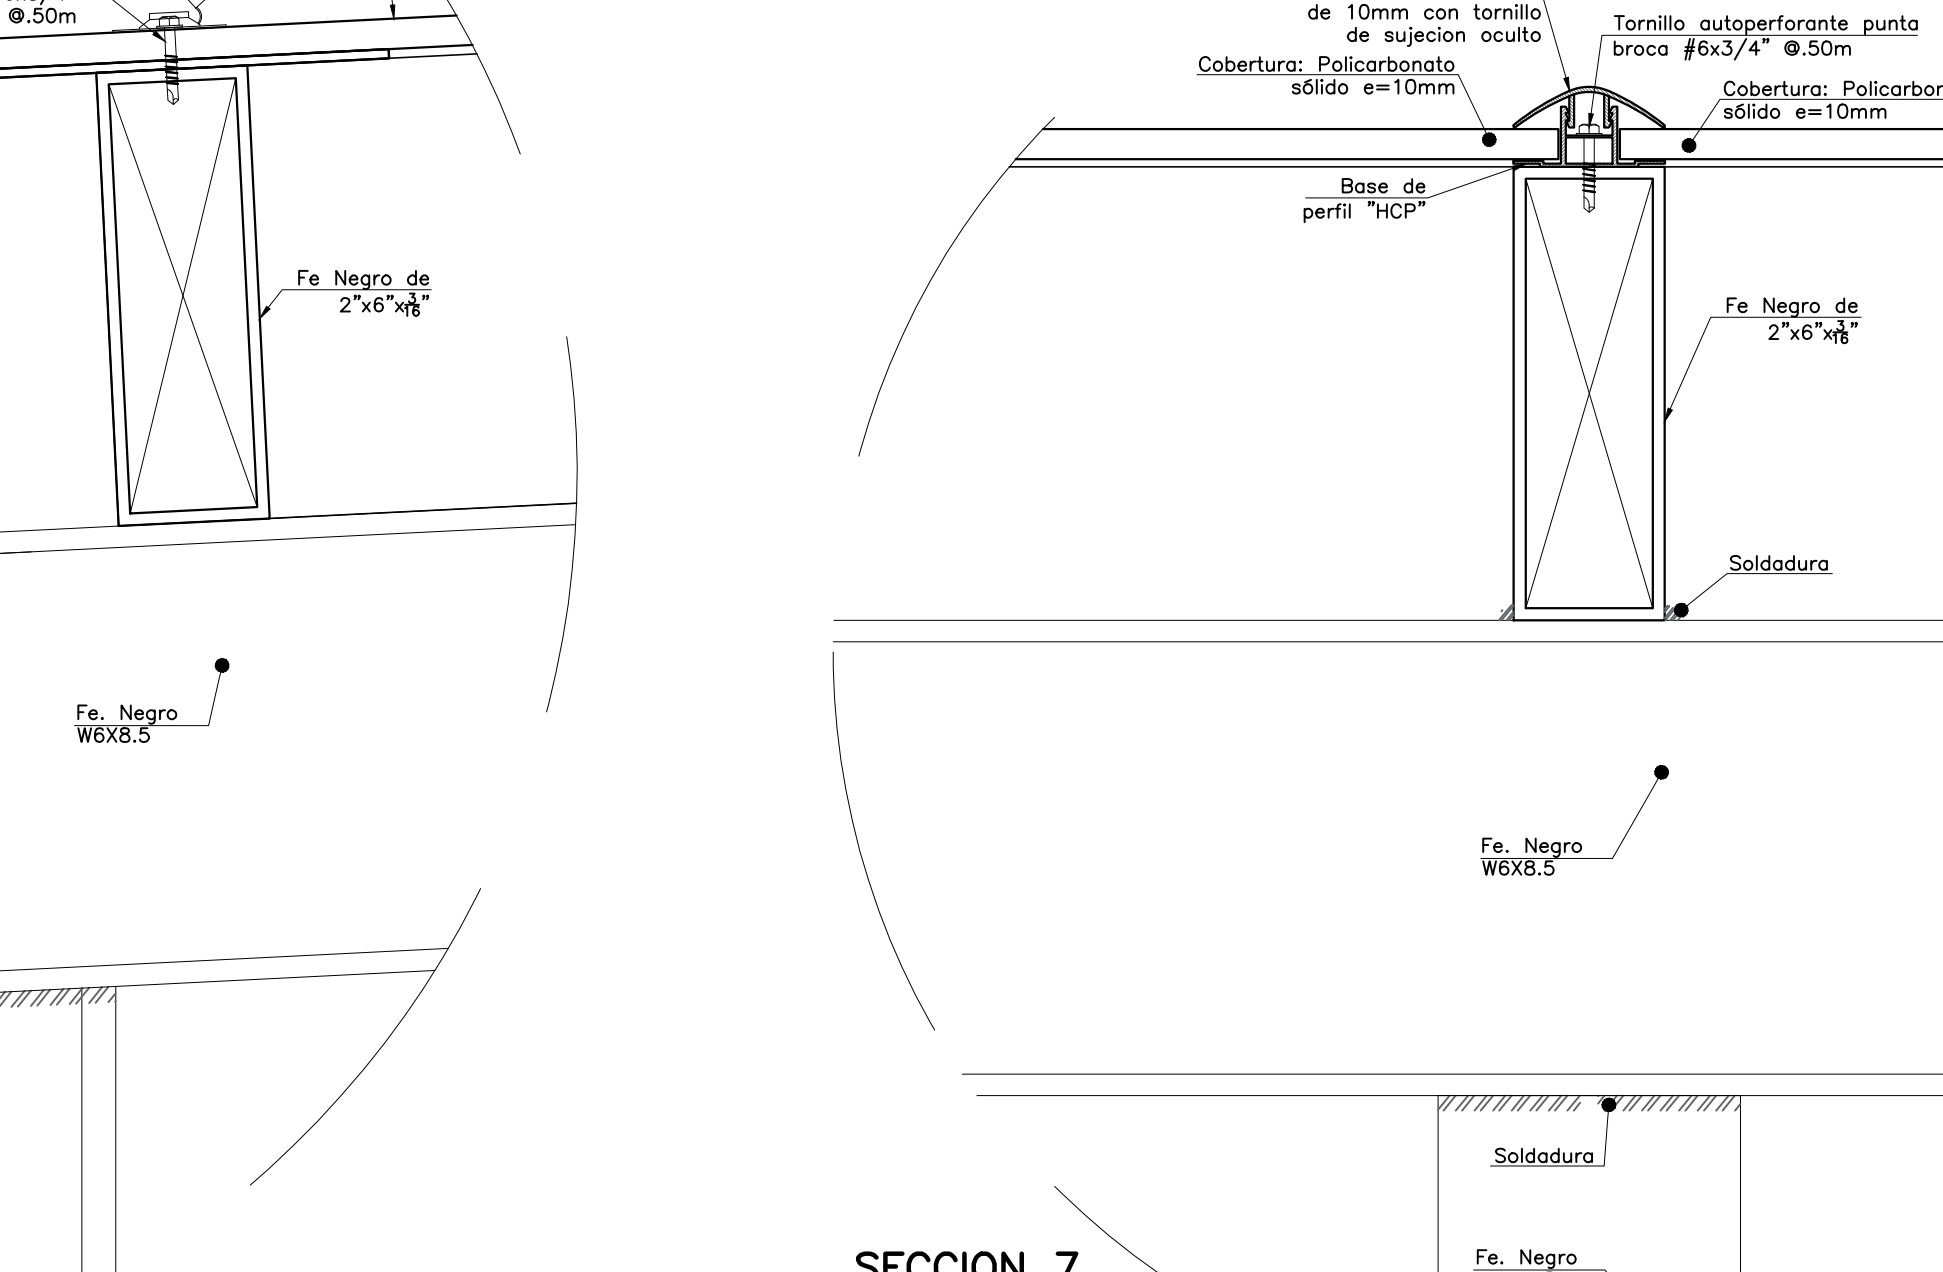 @.50m
Fe Negro de
2"x6"x3/16"
Fe. Negro
W6X8.5
de 10mm con tornillo
de sujecion oculto
Tornillo autoperforante punta
broca #6x3/4" @.50m
Cobertura: Policarbonato
sólido e=10mm
Cobertura: Policarbon
sólido e=10mm
Base de
perfil "HCP"
Fe Negro de
2"x6"x3/16"
Soldadura
Fe. Negro
W6X8.5
Soldadura
SECCION 7
Fe. Negro